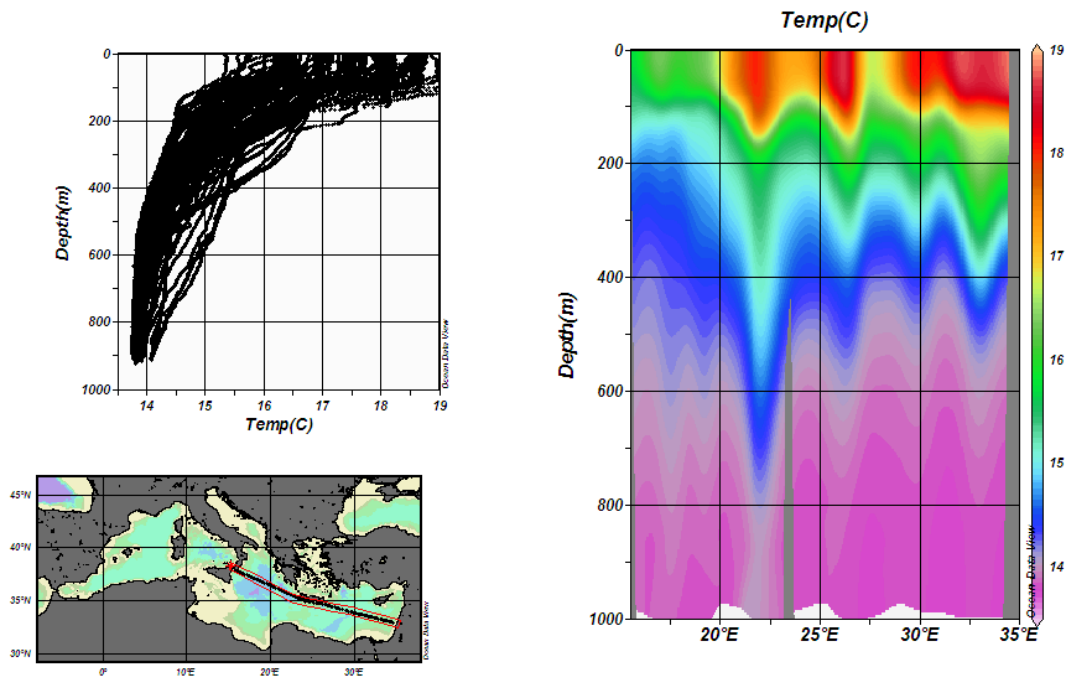 Temp(C)
0
200
400
600
800
1000
Depth(m)
14
15
16
17
18
19
Temp(C)
Ocean Data View
45°N
40°N
35°N
30°N
0°
10°E
20°E
30°E
Ocean Data View
0
200
400
600
800
1000
Depth(m)
20°E
25°E
30°E
35°E
19
18
17
16
15
14
Ocean Data View